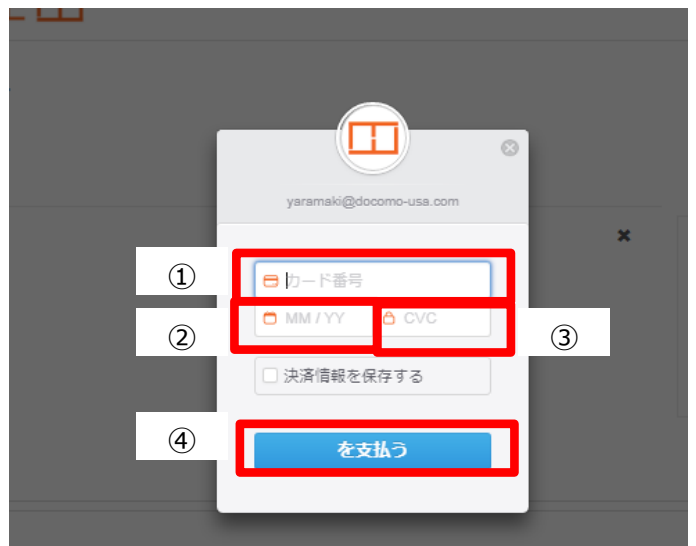 yaramaki@docomo-usa.com
①
カード番号
②
MM / YY
CVC
③
決済情報を保存する
④
を支払う